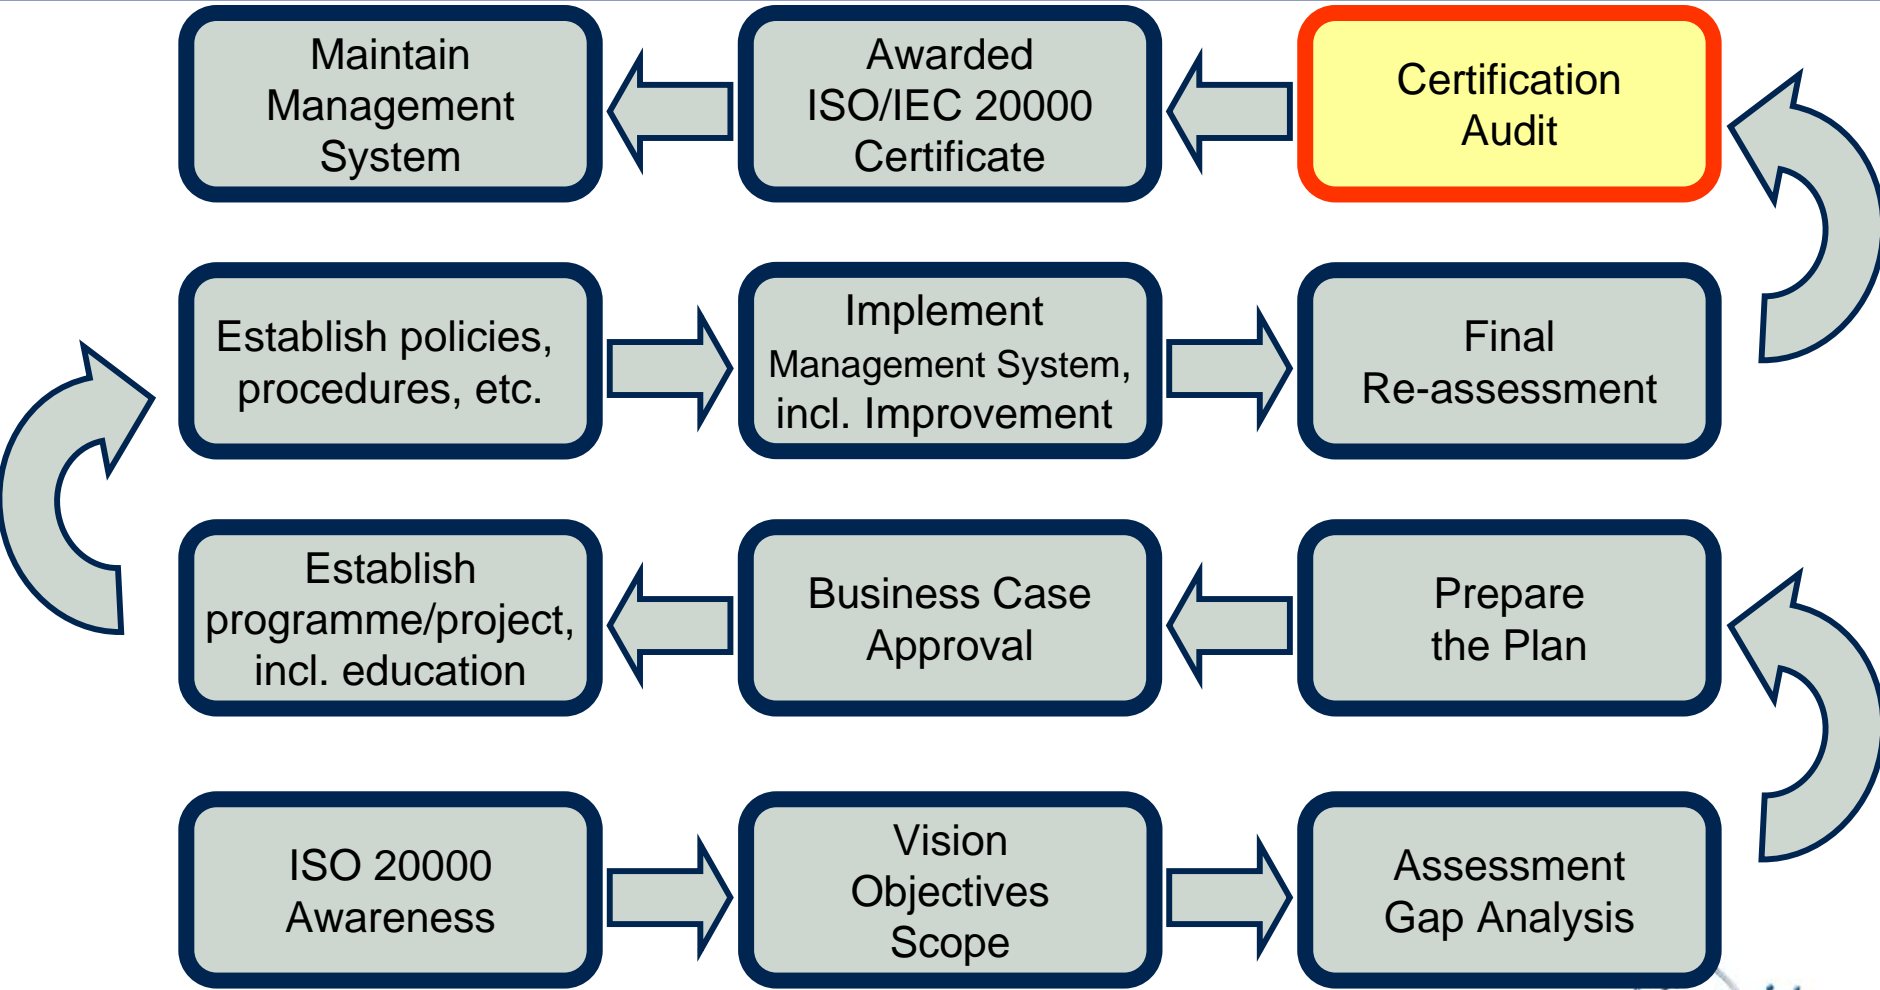 Maintain
Management
System
Awarded
ISO/IEC 20000
Certificate
Certification
Audit
Establish policies,
procedures, etc.
Implement
Management System,
incl. Improvement
Final
Re-assessment
Establish
programme/project,
incl. education
Business Case
Approval
Prepare
the Plan
ISO 20000
Awareness
Vision
Objectives
Scope
Assessment
Gap Analysis